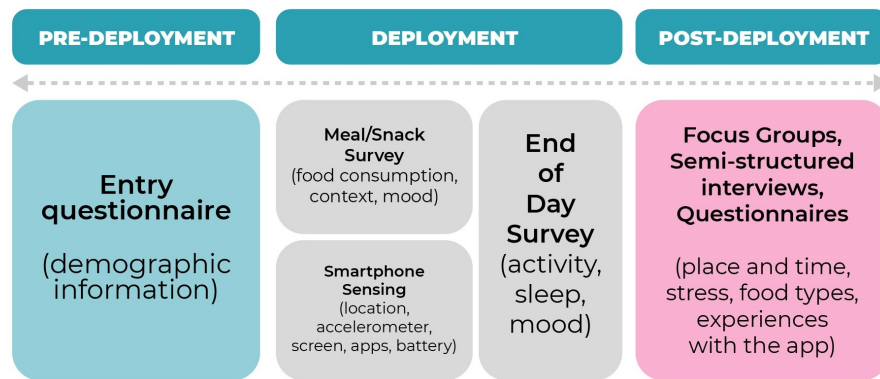 PRE-DEPLOYMENT
DEPLOYMENT
POST-DEPLOYMENT
Entry
questionnaire
(demographic
information)
Meal/Snack
Survey
(food consumption,
context, mood)
Smartphone
Sensing
(location,
accelerometer,
screen, apps, battery)
End
of
Day
Survey
(activity,
sleep,
mood)
Focus Groups,
Semi-structured
interviews,
Questionnaires
(place and time,
stress, food types,
experiences
with the app)